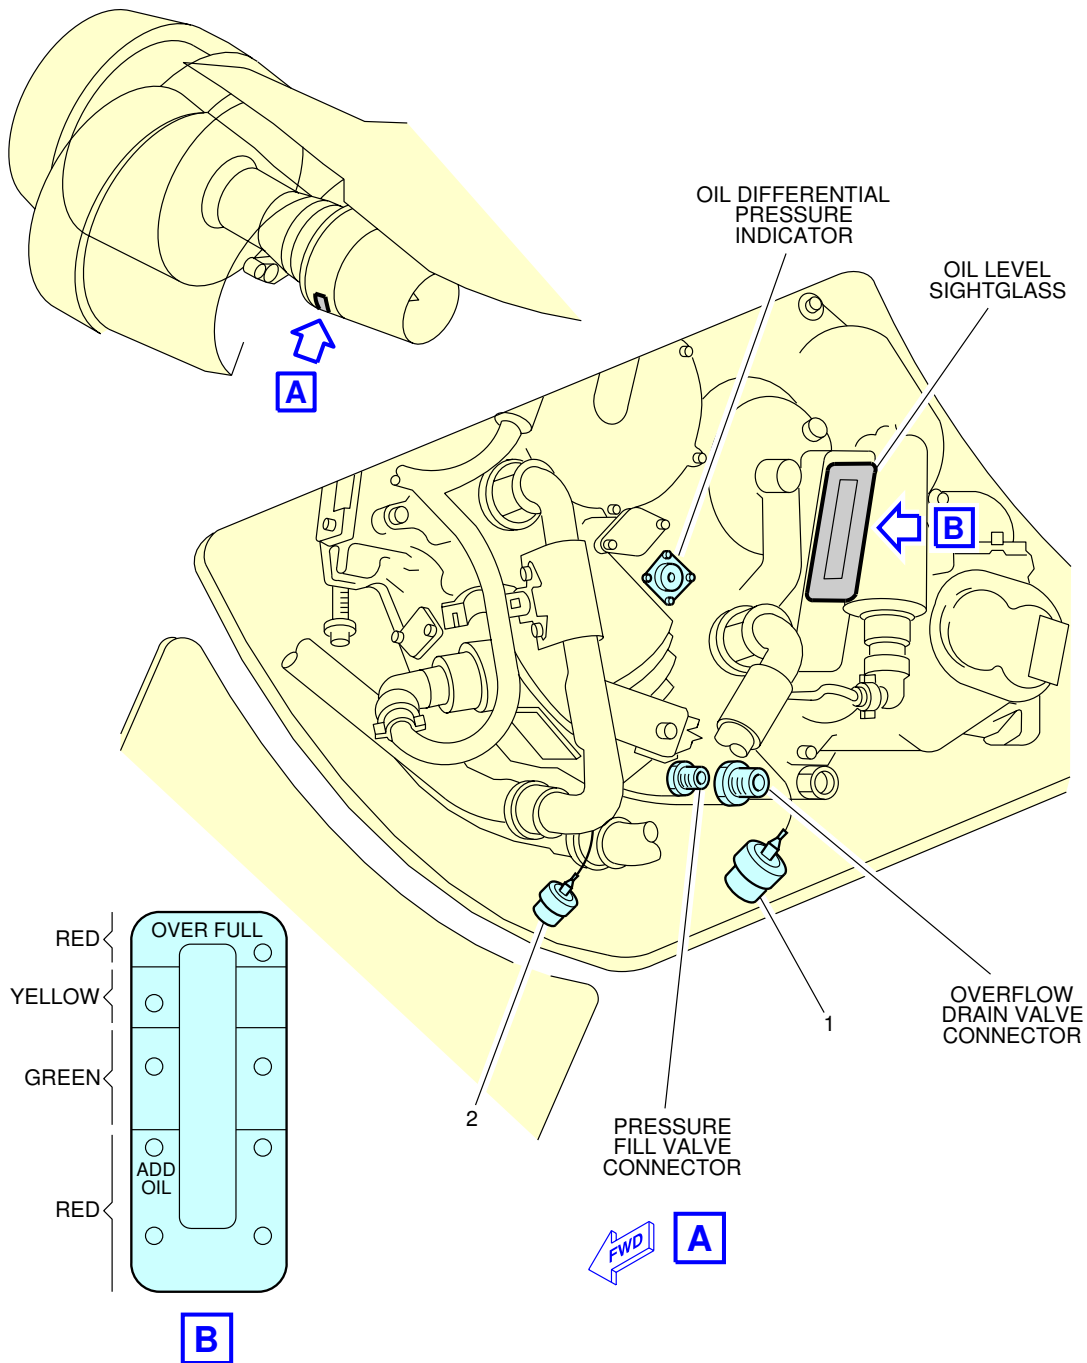 OIL DIFFERENTIAL
PRESSURE
INDICATOR
OIL LEVEL
SIGHTGLASS
A
B
RED
OVER FULL
YELLOW
GREEN
ADD
OIL
RED
B
2
1
OVERFLOW
DRAIN VALVE
CONNECTOR
PRESSURE
FILL VALVE
CONNECTOR
FWD
A